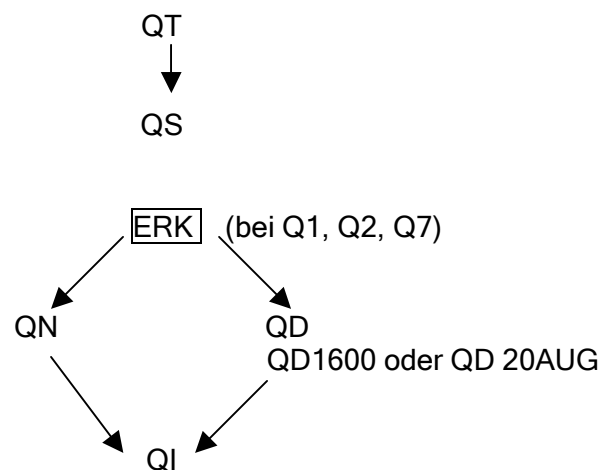 QT
QS
ERK (bei Q1, Q2, Q7)
QN QD
QD1600 oder QD 20AUG
QI